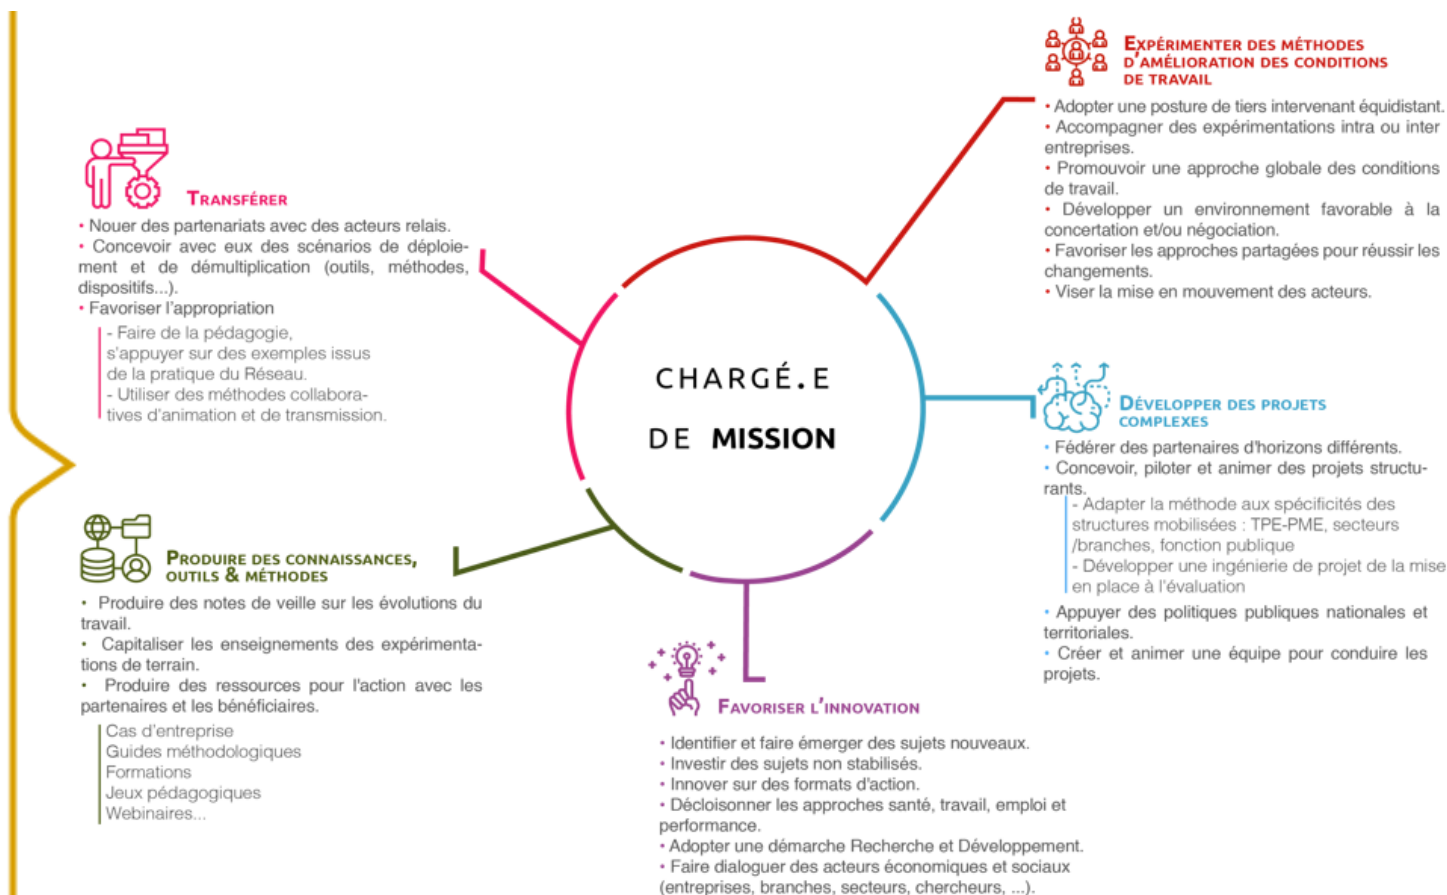 EXPÉRIMENTER DES MÉTHODES
D'AMÉLIORATION DES CONDITIONS
DE TRAVAIL
• Adopter une posture de tiers intervenant équidistant.
• Accompagner des expérimentations intra ou inter
entreprises.
• Promouvoir une approche globale des conditions
de travail.
• Développer un environnement favorable à la
concertation et/ou négociation.
• Favoriser les approches partagées pour réussir les
changements.
• Viser la mise en mouvement des acteurs.
TRANSFÉRER
• Nouer des partenariats avec des acteurs relais.
• Concevoir avec eux des scénarios de déploie-
ment et de démultiplication (outils, méthodes,
dispositifs...).
• Favoriser l'appropriation
- Faire de la pédagogie,
s'appuyer sur des exemples issus
de la pratique du Réseau.
- Utiliser des méthodes collabora-
tives d'animation et de transmission.
CHARGÉ.E
DE MISSION
DÉVELOPPER DES PROJETS
COMPLEXES
• Fédérer des partenaires d'horizons différents.
• Concevoir, piloter et animer des projets structu-
rants.
- Adapter la méthode aux spécificités des
structures mobilisées : TPE-PME, secteurs
/branches, fonction publique
- Développer une ingénierie de projet de la mise
en place à l'évaluation
• Appuyer des politiques publiques nationales et
territoriales.
• Créer et animer une équipe pour conduire les
projets.
PRODUIRE DES CONNAISSANCES,
OUTILS & MÉTHODES
• Produire des notes de veille sur les évolutions du
travail.
• Capitaliser les enseignements des expérimenta-
tions de terrain.
• Produire des ressources pour l'action avec les
partenaires et les bénéficiaires.
Cas d'entreprise
Guides méthodologiques
Formations
Jeux pédagogiques
Webinaires...
FAVORISER L'INNOVATION
• Identifier et faire émerger des sujets nouveaux.
• Investir des sujets non stabilisés.
• Innover sur des formats d'action.
• Décloisonner les approches santé, travail, emploi et
performance.
• Adopter une démarche Recherche et Développement.
• Faire dialoguer des acteurs économiques et sociaux
(entreprises, branches, secteurs, chercheurs, ...).